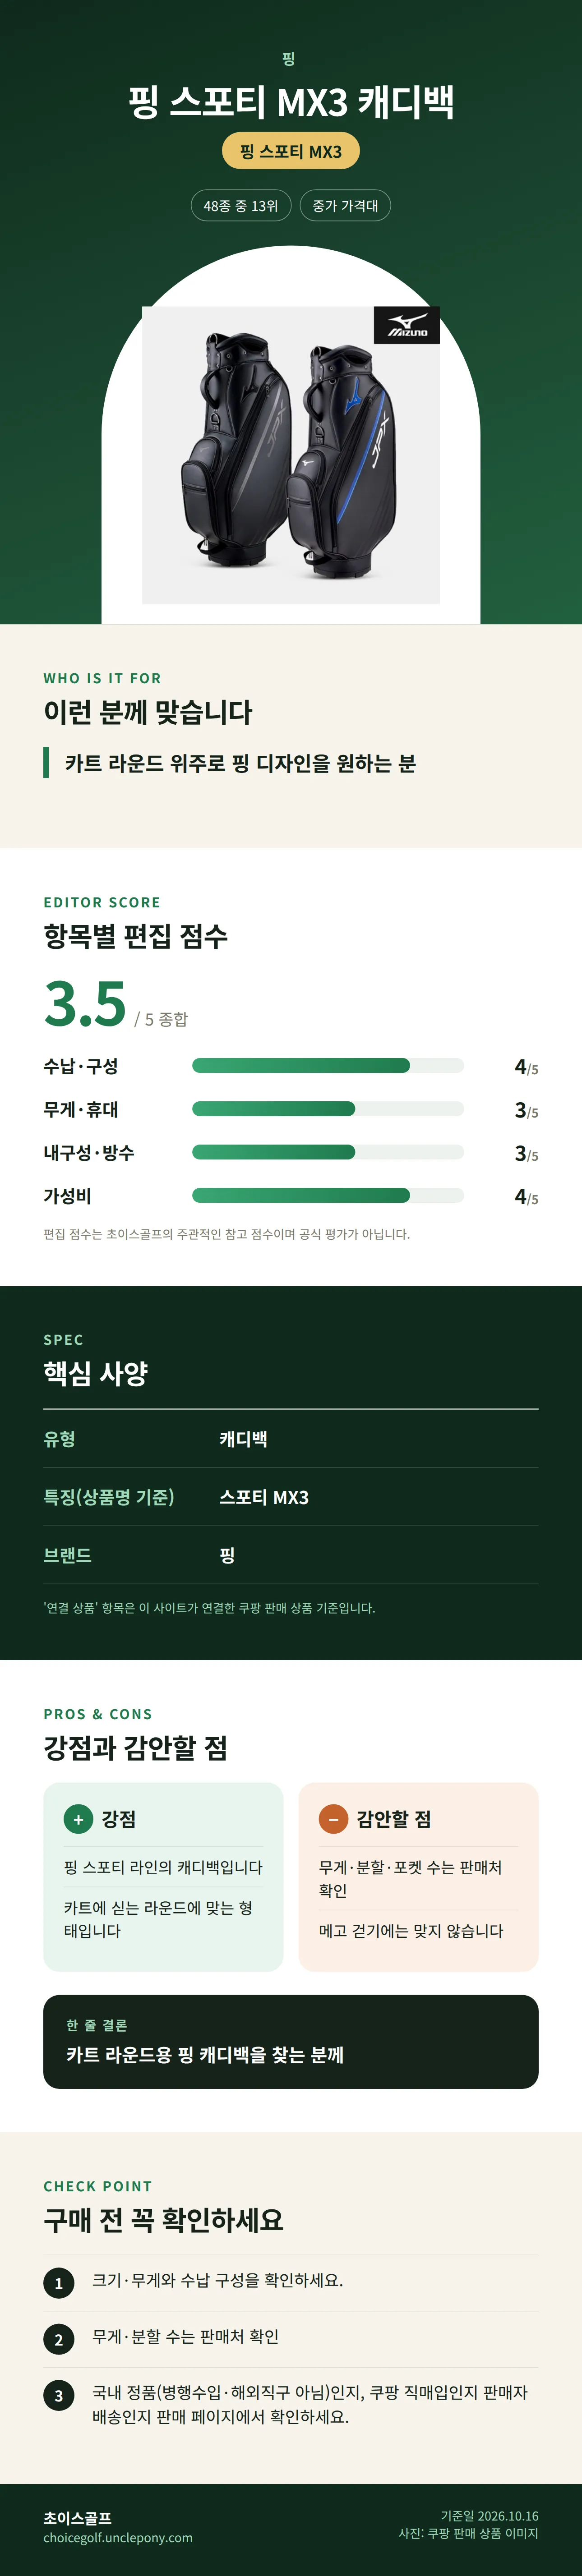 핑
핑 스포티 MX3 캐디백
핑 스포티 MX3
48종 중 13위
중가 가격대
MIZUNO
JPX
JPX
WHO IS IT FOR
이런 분께 맞습니다
카트 라운드 위주로 핑 디자인을 원하는 분
EDITOR SCORE
항목별 편집 점수
3.5 / 5 종합
수납·구성 4/5
무게·휴대 3/5
내구성·방수 3/5
가성비 4/5
편집 점수는 초이스골프의 주관적인 참고 점수이며 공식 평가가 아닙니다.
SPEC
핵심 사양
유형 캐디백
특징(상품명 기준) 스포티 MX3
브랜드 핑
'연결 상품' 항목은 이 사이트가 연결한 쿠팡 판매 상품 기준입니다.
PROS & CONS
강점과 감안할 점
+ 강점
핑 스포티 라인의 캐디백입니다
카트에 싣는 라운드에 맞는 형
태입니다
− 감안할 점
무게·분할·포켓 수는 판매처
확인
메고 걷기에는 맞지 않습니다
한 줄 결론
카트 라운드용 핑 캐디백을 찾는 분께
CHECK POINT
구매 전 꼭 확인하세요
1 크기·무게와 수납 구성을 확인하세요.
2 무게·분할 수는 판매처 확인
3 국내 정품(병행수입·해외직구 아님)인지, 쿠팡 직매입인지 판매자
배송인지 판매 페이지에서 확인하세요.
초이스골프
choicegolf.unclepony.com
기준일 2026.10.16
사진: 쿠팡 판매 상품 이미지